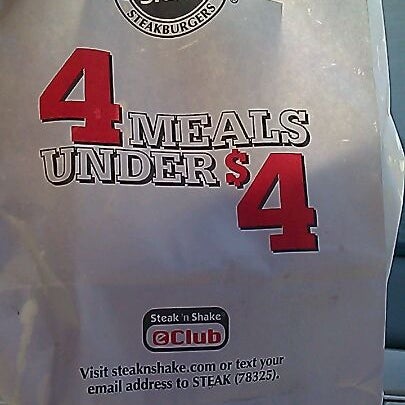 STEAKBURGERS
4 MEALS
UNDER $4
Steak 'n Shake
eClub
Visit steaknshake.com or text your
email address to STEAK (78325).